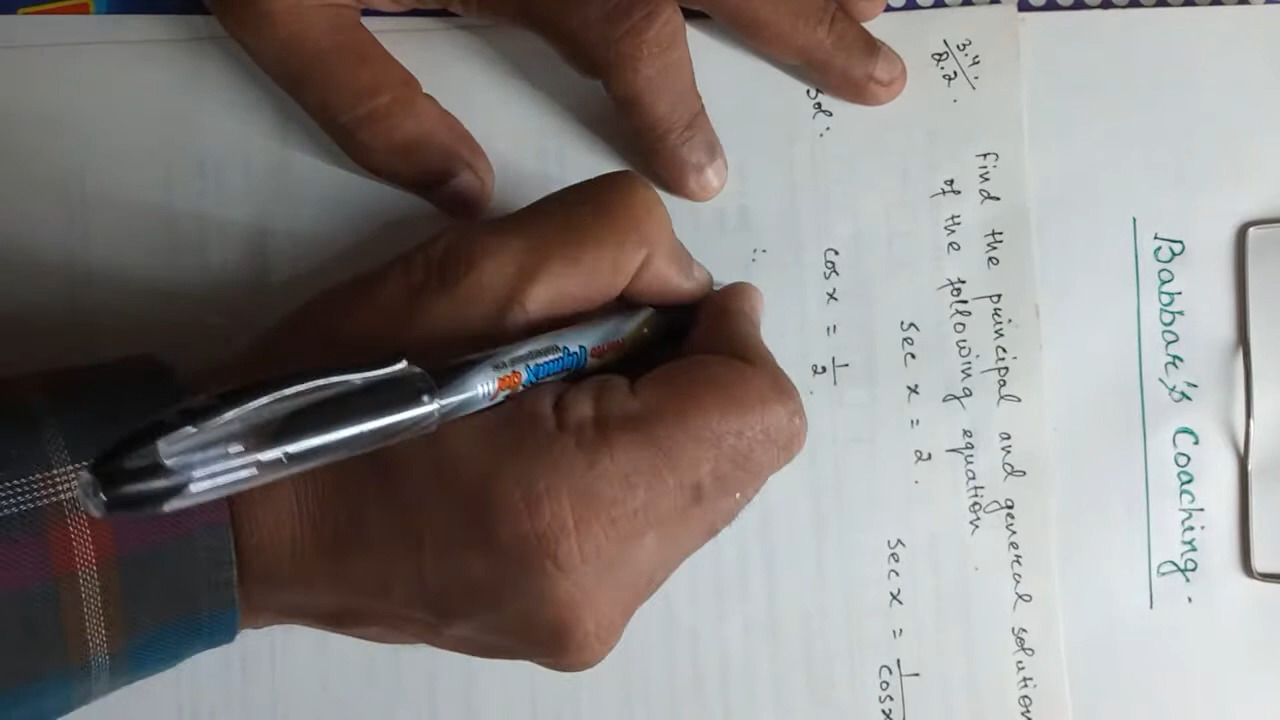 Babbar's Coaching.
3.4:
Q.2.
Find the principal and general solution
of the following equation
sec x = 2.
sec x = 1/cos x
Sol:
cos x = 1/2.
∴